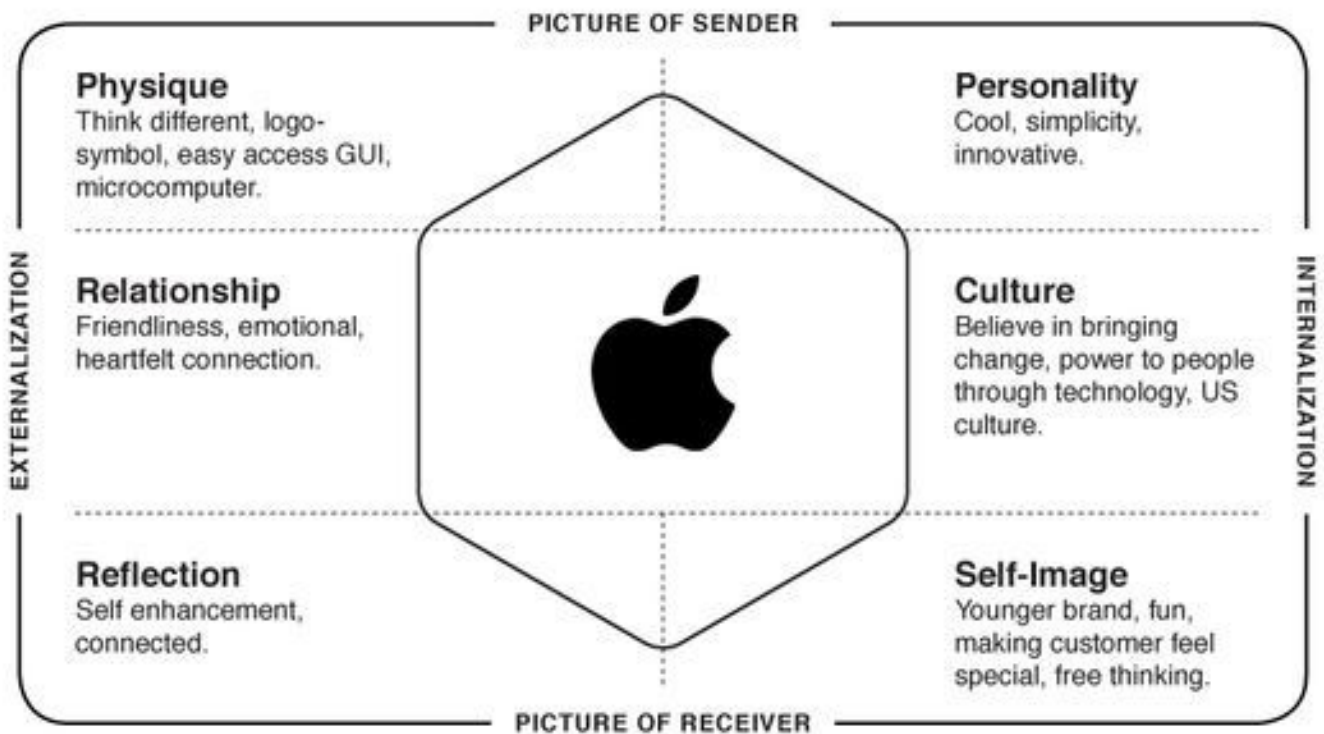 PICTURE OF SENDER
Physique
Think different, logo-
symbol, easy access GUI,
microcomputer.
Personality
Cool, simplicity,
innovative.
EXTERNALIZATION
Relationship
Friendliness, emotional,
heartfelt connection.
Culture
Believe in bringing
change, power to people
through technology, US
culture.
INTERNALIZATION
Reflection
Self enhancement,
connected.
Self-Image
Younger brand, fun,
making customer feel
special, free thinking.
PICTURE OF RECEIVER